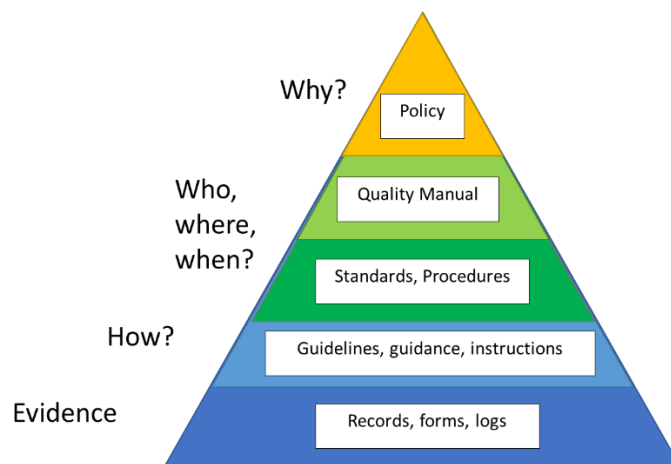 Why?
Policy
Who,
where,
when?
Quality Manual
Standards, Procedures
How?
Guidelines, guidance, instructions
Evidence
Records, forms, logs